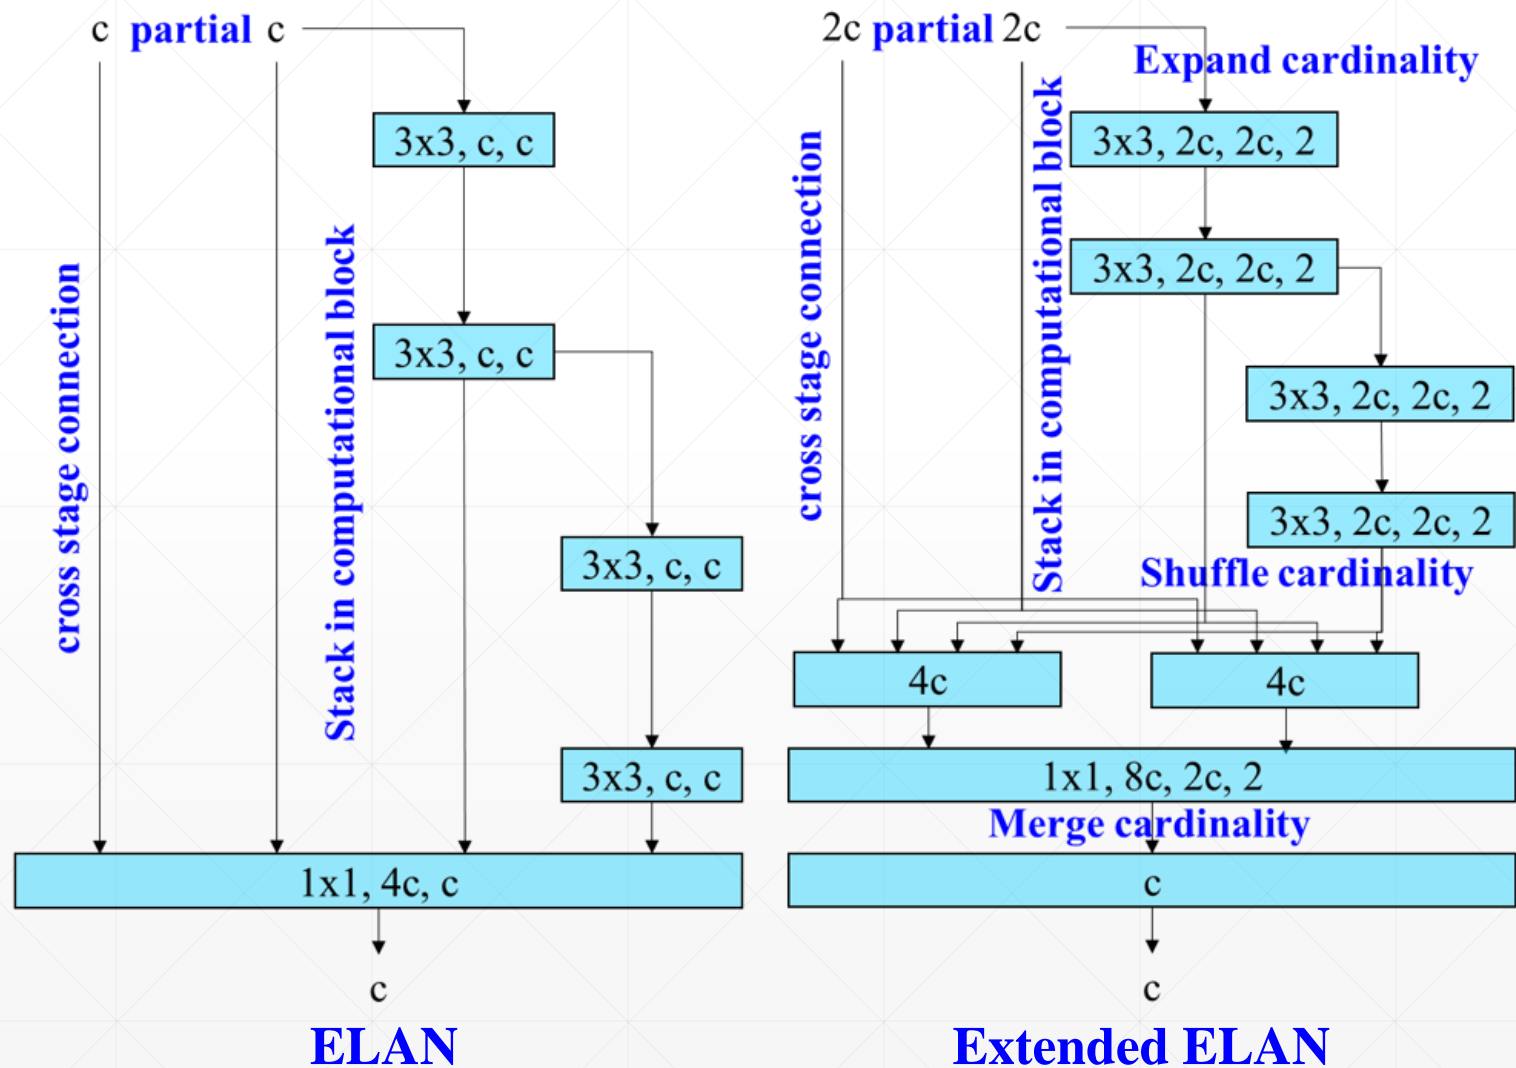 c partial c
3x3, c, c
Stack in computational block
cross stage connection
3x3, c, c
3x3, c, c
3x3, c, c
1x1, 4c, c
c
ELAN
2c partial 2c
Expand cardinality
3x3, 2c, 2c, 2
Stack in computational block
cross stage connection
3x3, 2c, 2c, 2
3x3, 2c, 2c, 2
3x3, 2c, 2c, 2
Shuffle cardinality
4c
4c
1x1, 8c, 2c, 2
Merge cardinality
c
c
Extended ELAN